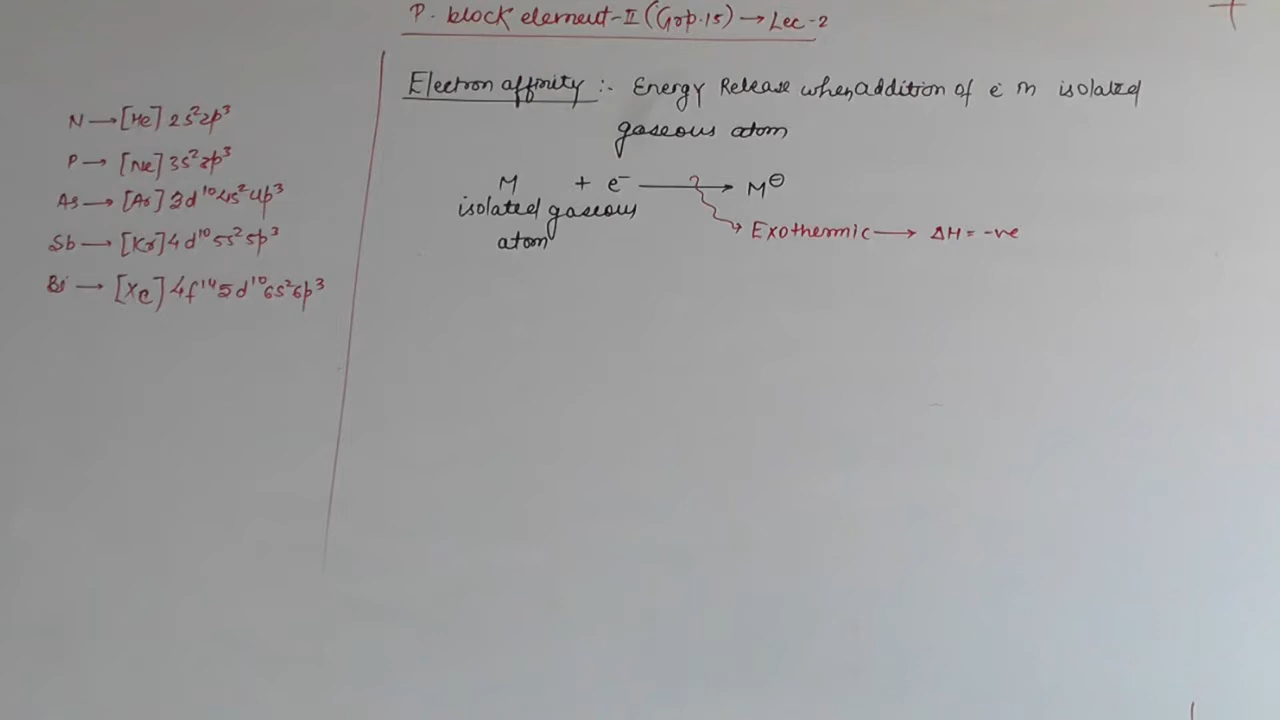 P. block element-II (Grp.15) → Lec-2
N → [He] 2s²2p³
P → [Ne] 3s²3p³
As → [Ar] 3d¹⁰4s²4p³
Sb → [Kr] 4d¹⁰5s²5p³
Bi → [Xe] 4f¹⁴5d¹⁰6s²6p³
Electron affinity :- Energy Release when addition of e⁻ in isolated
gaseous atom
M + e⁻ → M⊖
isolated gaseous
atom
Exothermic → ΔH = -ve